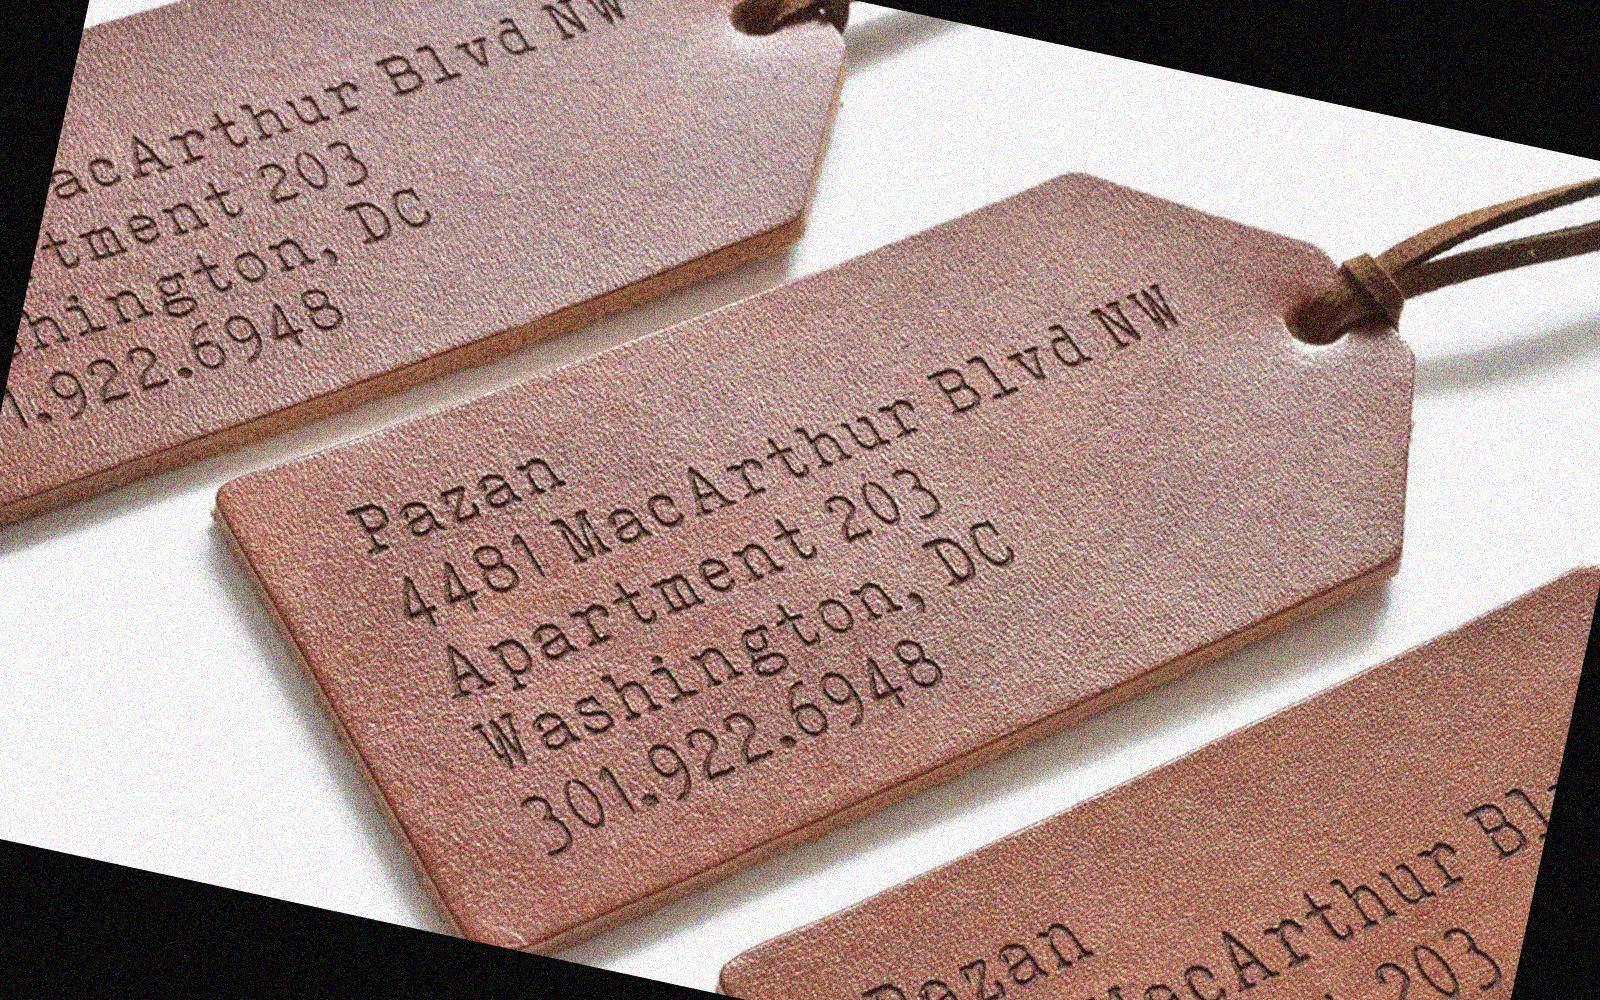 acArthur Blvd NW
tment 203
hington, DC
1.922.6948
Pazan
4481 MacArthur Blvd NW
Apartment 203
Washington, DC
301.922.6948
Pazan
MacArthur Bl
203